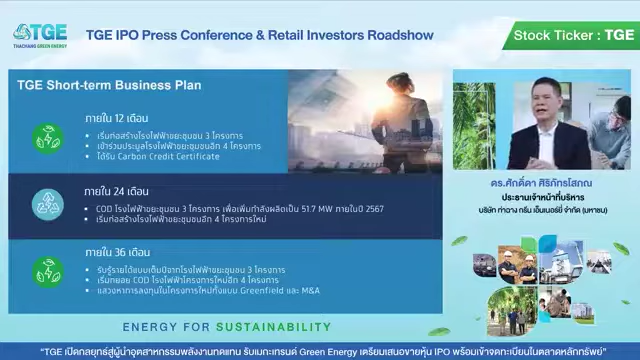 TGE
THACHANG GREEN ENERGY
TGE IPO Press Conference & Retail Investors Roadshow
Stock Ticker : TGE
TGE Short-term Business Plan
ภายใน 12 เดือน
เริ่มก่อสร้างโรงไฟฟ้าขยะชุมชน 3 โครงการ
เข้าร่วมประมูลโรงไฟฟ้าขยะชุมชนอีก 4 โครงการ
ได้รับ Carbon Credit Certificate
ภายใน 24 เดือน
COD โรงไฟฟ้าขยะชุมชน 3 โครงการ เพื่อเพิ่มกำลังผลิตเป็น 51.7 MW ภายในปี 2567
เริ่มก่อสร้างโรงไฟฟ้าขยะชุมชนอีก 4 โครงการใหม่
ภายใน 36 เดือน
รับรู้รายได้แบบเต็มปีจากโรงไฟฟ้าขยะชุมชน 3 โครงการ
เริ่มทยอย COD โรงไฟฟ้าโครงการใหม่อีก 4 โครงการ
แสวงหาการลงทุนในโครงการใหม่ทั้งแบบ Greenfield และ M&A
ดร.ศักดิ์ดา ศิริภัทรโสภณ
ประธานเจ้าหน้าที่บริหาร
บริษัท ท่าฉาง กรีน เอ็นเนอร์ยี่ จำกัด (มหาชน)
ENERGY FOR SUSTAINABILITY
“TGE เปิดกลยุทธ์สู่ผู้นำอุตสาหกรรมพลังงานทดแทน รับเมกะเทรนด์ Green Energy เตรียมเสนอขายหุ้น IPO พร้อมเข้าจดทะเบียนในตลาดหลักทรัพย์”